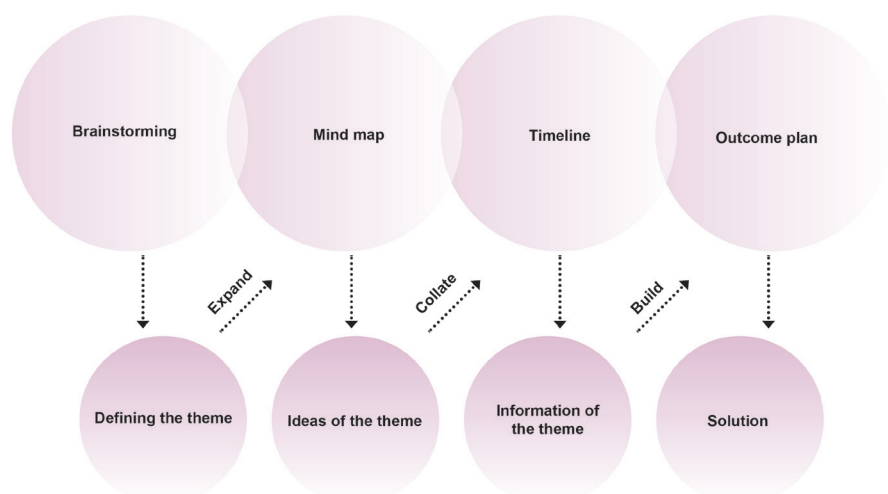 Brainstorming
Mind map
Timeline
Outcome plan
Expand
Collate
Build
Defining the theme
Ideas of the theme
Information of
the theme
Solution